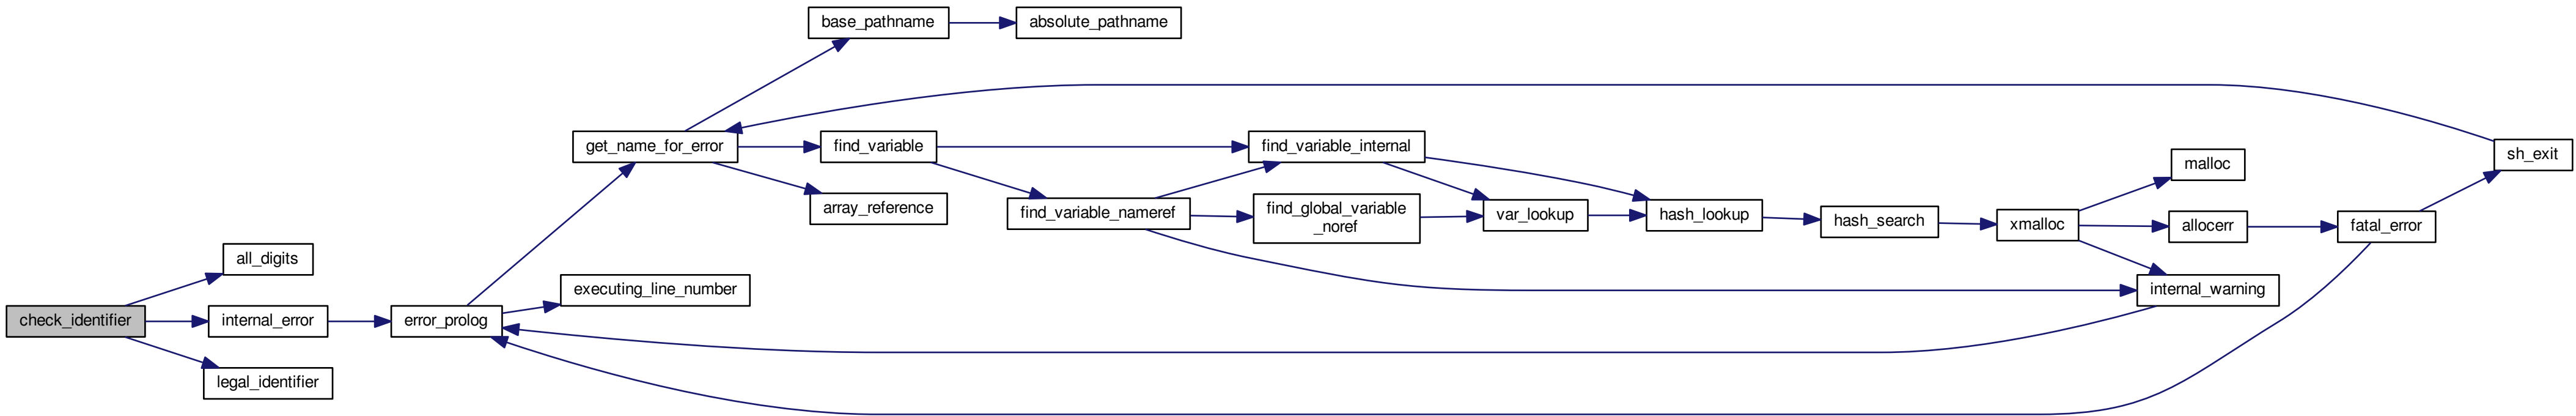 base_pathname
absolute_pathname
get_name_for_error
find_variable
find_variable_internal
sh_exit
malloc
array_reference
find_variable_nameref
find_global_variable
_noref
var_lookup
hash_lookup
hash_search
xmalloc
allocerr
fatal_error
all_digits
executing_line_number
internal_warning
check_identifier
internal_error
error_prolog
legal_identifier